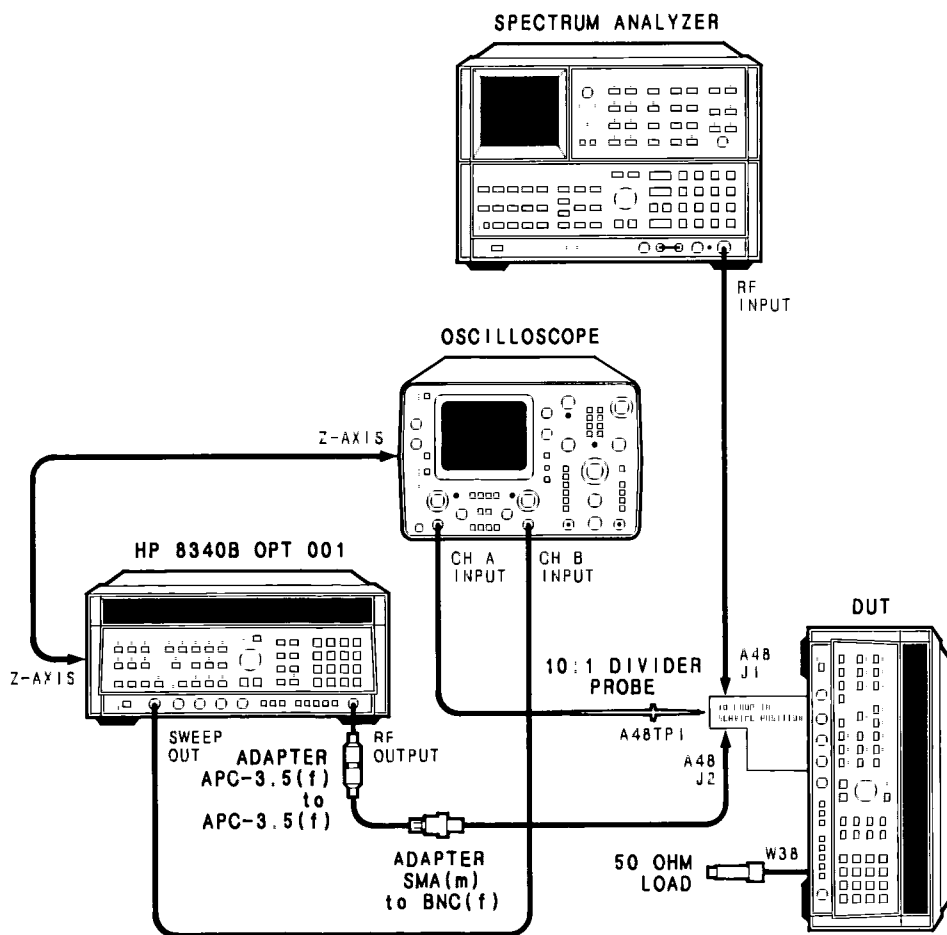 SPECTRUM ANALYZER
RF
INPUT
OSCILLOSCOPE
Z-AXIS
HP 8340B OPT 001
CH A
INPUT
CH B
INPUT
DUT
Z-AXIS
10:1 DIVIDER
PROBE
A48
J1
SERVICE POSITION
A48TP1
SWEEP
OUT
RF
OUTPUT
ADAPTER
APC-3.5(f)
to
APC-3.5(f)
A48
J2
ADAPTER
SMA(m)
to BNC(f)
50 OHM
LOAD
W38